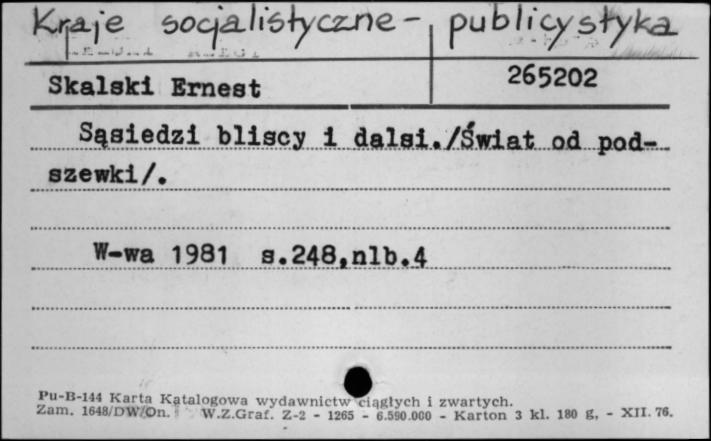 Kraje socjalistyczne - publicystyka
Skalski Ernest 265202
Sąsiedzi bliscy i dalsi./Świat od pod-
szewki/.
W-wa 1981 s.248,nlb.4
Pu-B-144 Karta Katalogowa wydawnictw ciągłych i zwartych.
Zam. 1648/DW/On. W.Z.Graf. Z-2 - 1265 - 6.590.000 - Karton 3 kl. 180 g. - XII. 76.